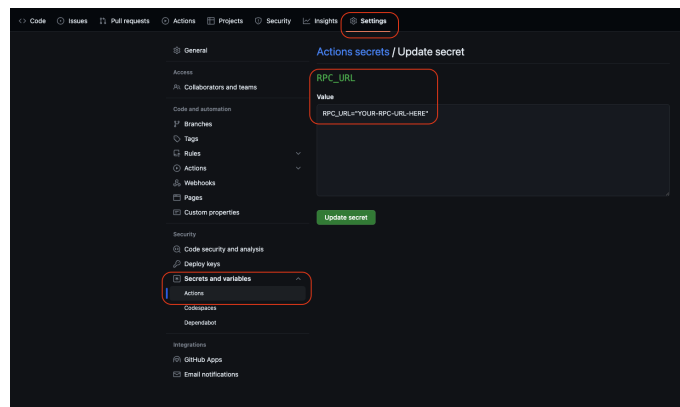 Code Issues Pull requests Actions Projects Security Insights Settings
General
Access
Collaborators and teams
Code and automation
Branches
Tags
Rules
Actions
Webhooks
Pages
Custom properties
Security
Code security and analysis
Deploy keys
Secrets and variables
Actions
Codespaces
Dependabot
Integrations
GitHub Apps
Email notifications
Actions secrets / Update secret
RPC_URL
Value
RPC_URL="YOUR-RPC-URL-HERE"
Update secret